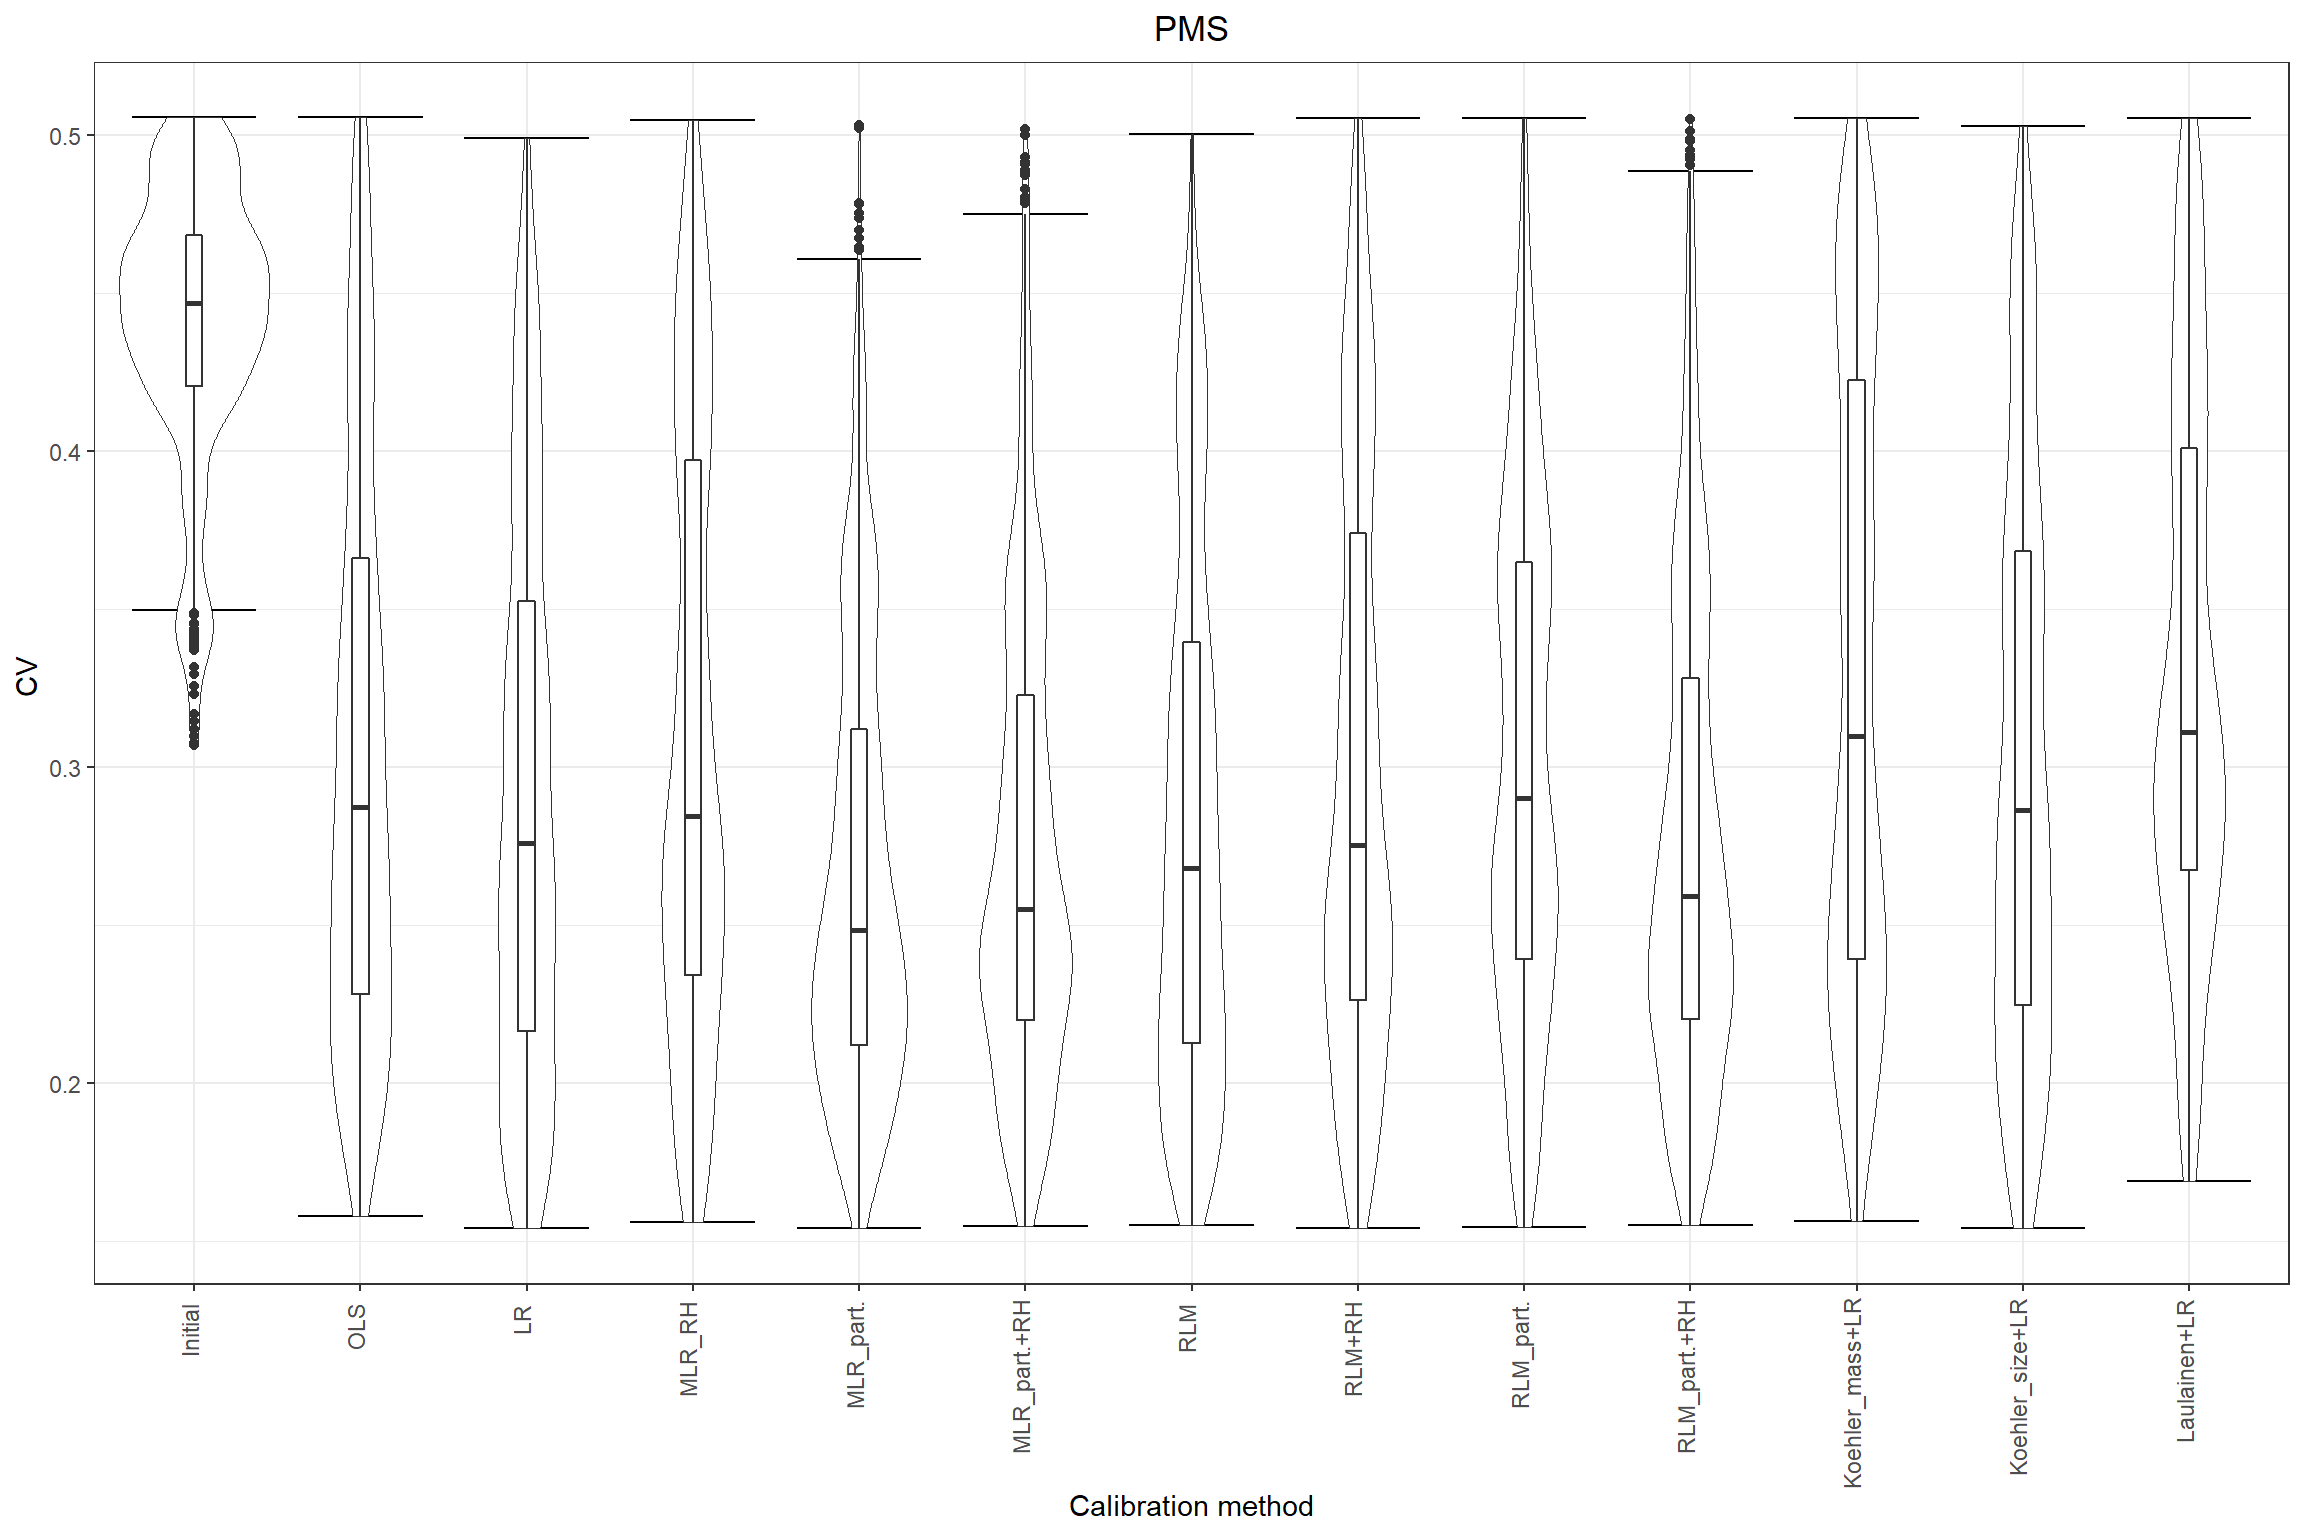 PMS
CV
0.5
0.4
0.3
0.2
Initial
OLS
LR
MLR_RH
MLR_part.
MLR_part.+RH
RLM
RLM+RH
RLM_part.
RLM_part.+RH
Koehler_mass+LR
Koehler_size+LR
Laulainen+LR
Calibration method